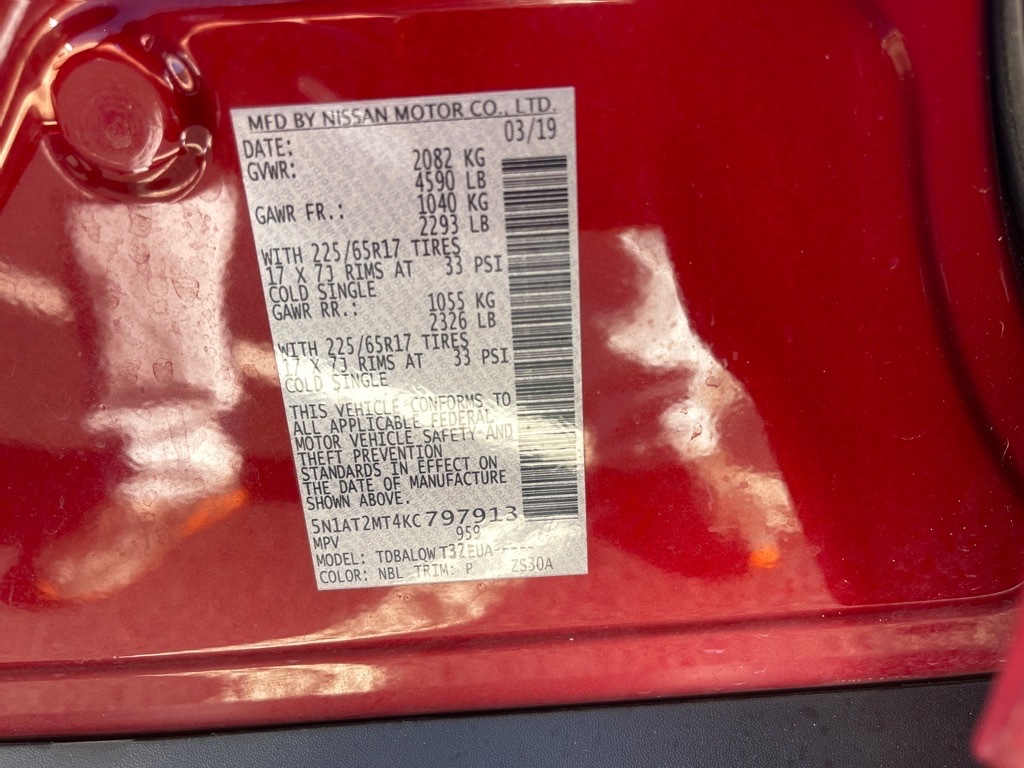 MFD BY NISSAN MOTOR CO., LTD.
DATE: 03/19
GVWR: 2082 KG
4590 LB
GAWR FR.: 1040 KG
2293 LB
WITH 225/65R17 TIRES
17 X 7J RIMS AT 33 PSI
COLD SINGLE
GAWR RR.: 1055 KG
2326 LB
WITH 225/65R17 TIRES
17 X 7J RIMS AT 33 PSI
COLD SINGLE
THIS VEHICLE CONFORMS TO
ALL APPLICABLE FEDERAL
MOTOR VEHICLE SAFETY AND
THEFT PREVENTION
STANDARDS IN EFFECT ON
THE DATE OF MANUFACTURE
SHOWN ABOVE.
5N1AT2MT4KC797913
MPV 959
MODEL: TDBALQWT32EUA-----
COLOR: NBL TRIM: P ZS30A